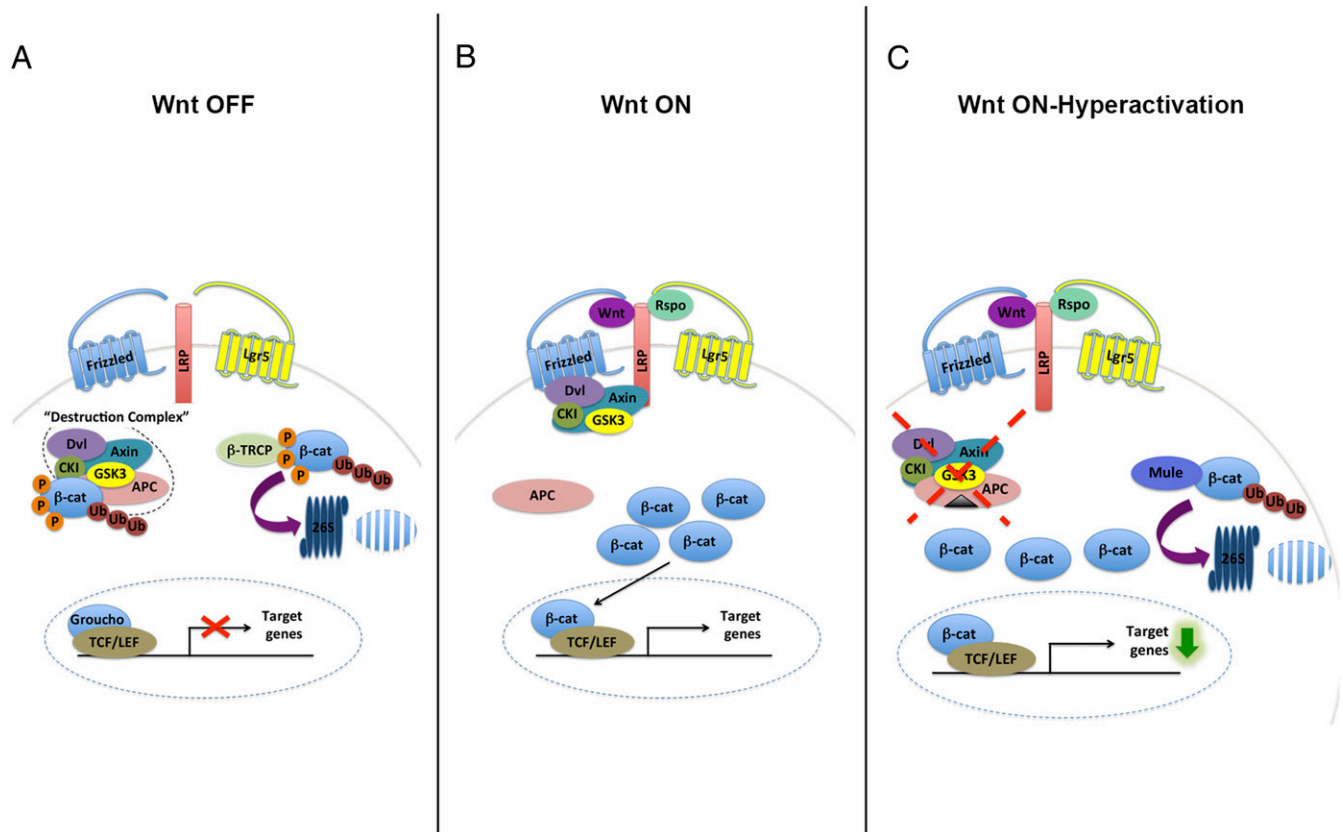 A
Wnt OFF
Frizzled
LRP
Lgr5
“Destruction Complex”
Dvl
Axin
CKI
GSK3
APC
β-cat
P
P
P
Ub
Ub
Ub
β-TRCP
P
P
P
β-cat
Ub
Ub
Ub
26S
Groucho
TCF/LEF
Target
genes
B
Wnt ON
Wnt
Rspo
Frizzled
LRP
Lgr5
Dvl
Axin
CKI
GSK3
APC
β-cat
β-cat
β-cat
β-cat
β-cat
TCF/LEF
Target
genes
C
Wnt ON-Hyperactivation
Wnt
Rspo
Frizzled
LRP
Lgr5
Dvl
Axin
CKI
GSK3
APC
Mule
β-cat
Ub
Ub
Ub
26S
β-cat
β-cat
β-cat
β-cat
TCF/LEF
Target
genes